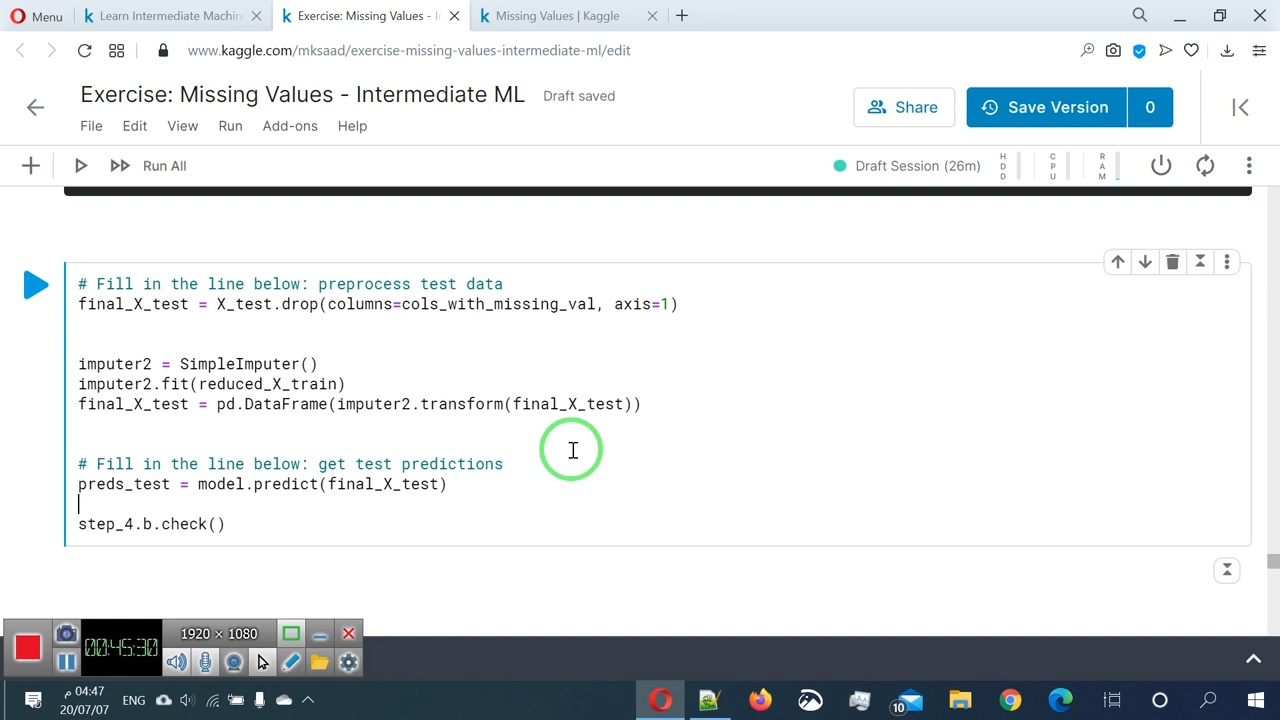 Menu
Learn Intermediate Machin
Exercise: Missing Values - I
Missing Values | Kaggle
www.kaggle.com/mksaad/exercise-missing-values-intermediate-ml/edit
Exercise: Missing Values - Intermediate ML
Draft saved
Share
Save Version
0
File Edit View Run Add-ons Help
Run All
Draft Session (26m)
HDD
CPU
RAM
# Fill in the line below: preprocess test data
final_X_test = X_test.drop(columns=cols_with_missing_val, axis=1)
imputer2 = SimpleImputer()
imputer2.fit(reduced_X_train)
final_X_test = pd.DataFrame(imputer2.transform(final_X_test))
# Fill in the line below: get test predictions
preds_test = model.predict(final_X_test)
step_4.b.check()
00:45:30
1920 × 1080
ENG
04:47 م
20/07/07
10